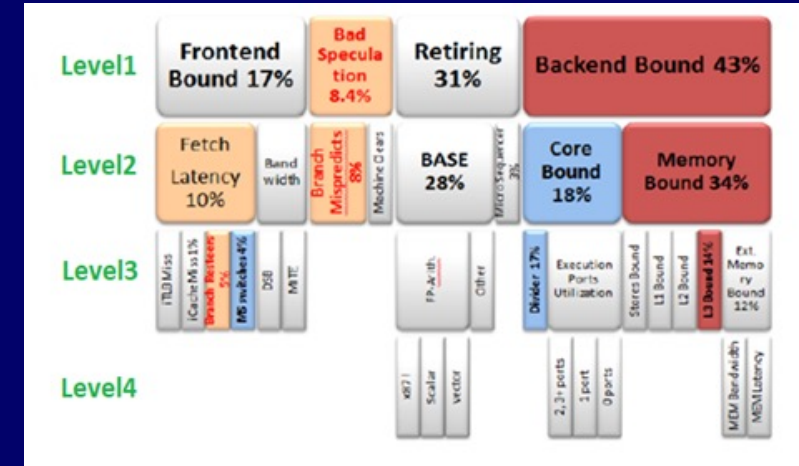 Level1
Frontend
Bound 17%
Bad
Specula
tion
8.4%
Retiring
31%
Backend Bound 43%
Level2
Fetch
Latency
10%
Band
width
Branch
Mispredicts
8%
Machine Clears
BASE
28%
Micro Sequencer
3%
Core
Bound
18%
Memory
Bound 34%
Level3
iTLB Miss
iCache Miss 1%
Branch Resteers
5%
MS switches 4%
DSB
MITE
FP-Arith.
Other
Divider 17%
Execution
Ports
Utilization
Stores Bound
L1 Bound
L2 Bound
L3 Bound 14%
Ext.
Memo
ry
Bound
12%
Level4
Scalar
vector
2, 3+ ports
1 port
0 ports
MEM Bandwidth
MEM Latency